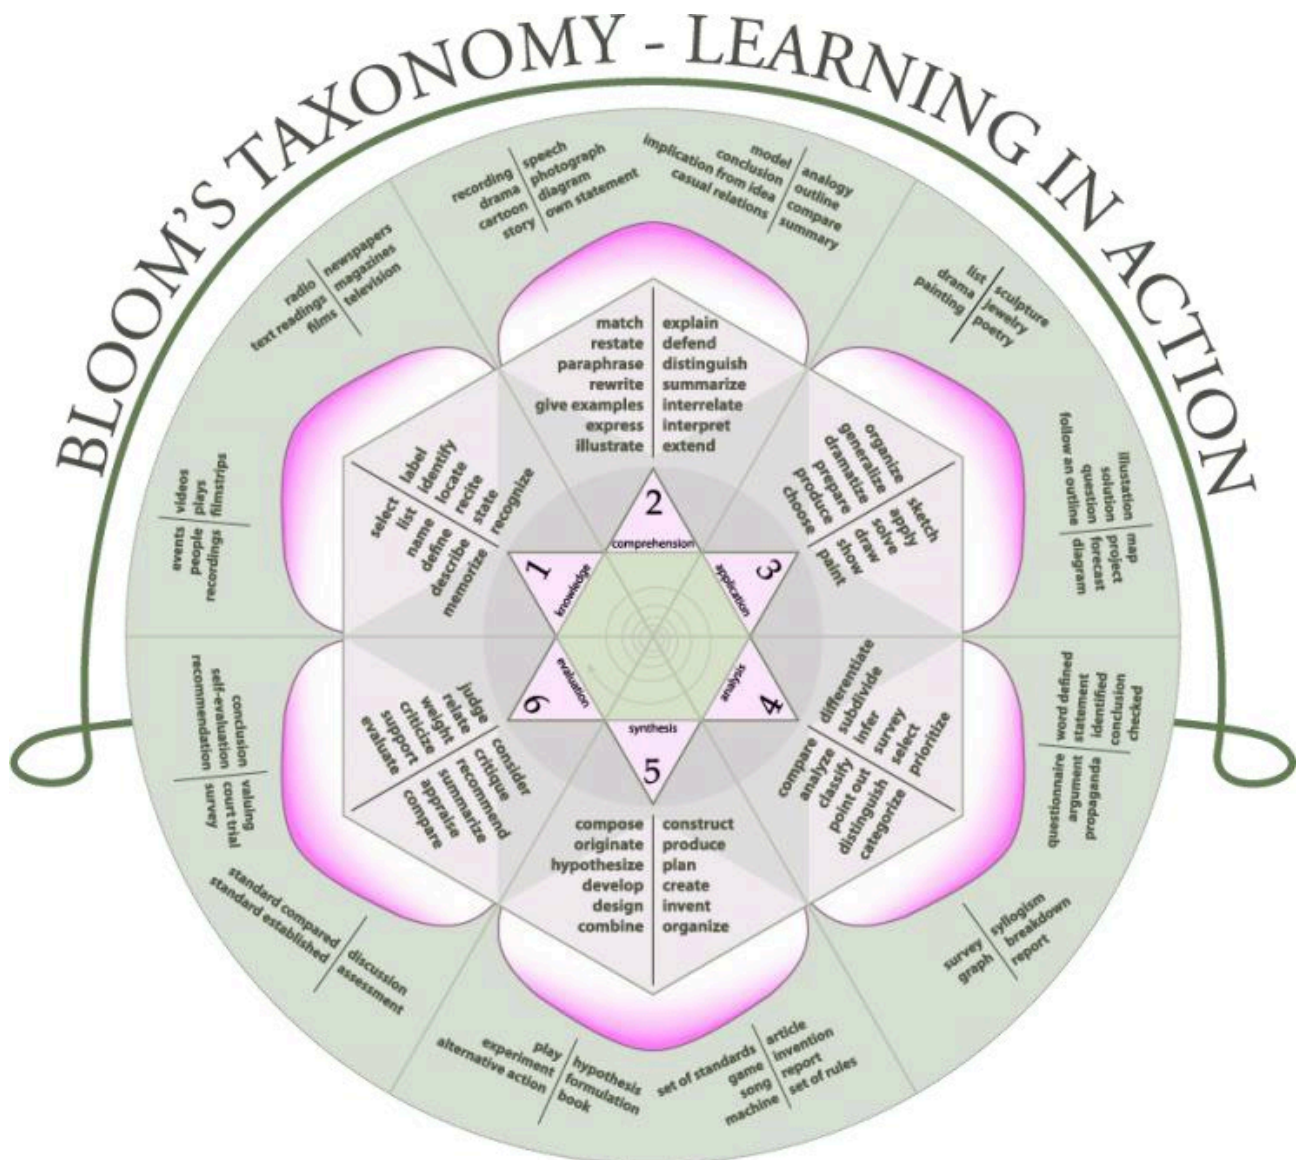 BLOOM'S TAXONOMY - LEARNING IN ACTION
recording
drama
cartoon
story
speech
photograph
diagram
own statement
model
conclusion
implication from idea
casual relations
analogy
outline
compare
summary
radio
text readings
films
newspapers
magazines
television
list
drama
painting
sculpture
jewelry
poetry
videos
plays
filmstrips
events
people
recordings
illustation
solution
question
follow an outline
map
project
forecast
diagram
match
restate
paraphrase
rewrite
give examples
express
illustrate
explain
defend
distinguish
summarize
interrelate
interpret
extend
label
identify
locate
recite
state
recognize
select
list
name
define
describe
memorize
organize
generalize
dramatize
prepare
produce
choose
sketch
apply
solve
draw
show
paint
1
knowledge
2
comprehension
3
application
4
analysis
5
synthesis
6
evaluation
judge
relate
weight
criticize
support
evaluate
consider
critique
recommend
summarize
appraise
compare
differentiate
subdivide
infer
survey
select
prioritize
compare
analyze
classify
point out
distinguish
categorize
compose
originate
hypothesize
develop
design
combine
construct
produce
plan
create
invent
organize
conclusion
self-evaluation
recommendation
valuing
court trial
survey
word defined
statement
identified
conclusion
checked
questionnaire
argument
propaganda
standard compared
standard established
discussion
assessment
survey
graph
syllogism
breakdown
report
play
experiment
alternative action
hypothesis
formulation
book
set of standards
game
song
machine
article
invention
report
set of rules